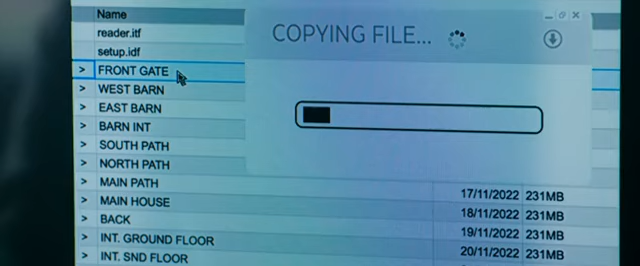 Name
reader.itf
setup.idf
> FRONT GATE
> WEST BARN
> EAST BARN
> BARN INT
> SOUTH PATH
> NORTH PATH
> MAIN PATH 17/11/2022 231MB
> MAIN HOUSE 18/11/2022 231MB
> BACK 19/11/2022 231MB
> INT. GROUND FLOOR 20/11/2022 231MB
> INT. SND FLOOR
COPYING FILE...